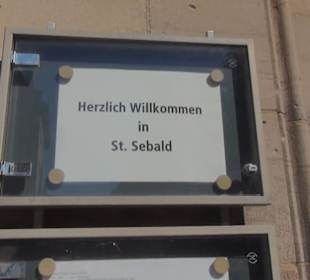 Herzlich Willkommen
in
St. Sebald